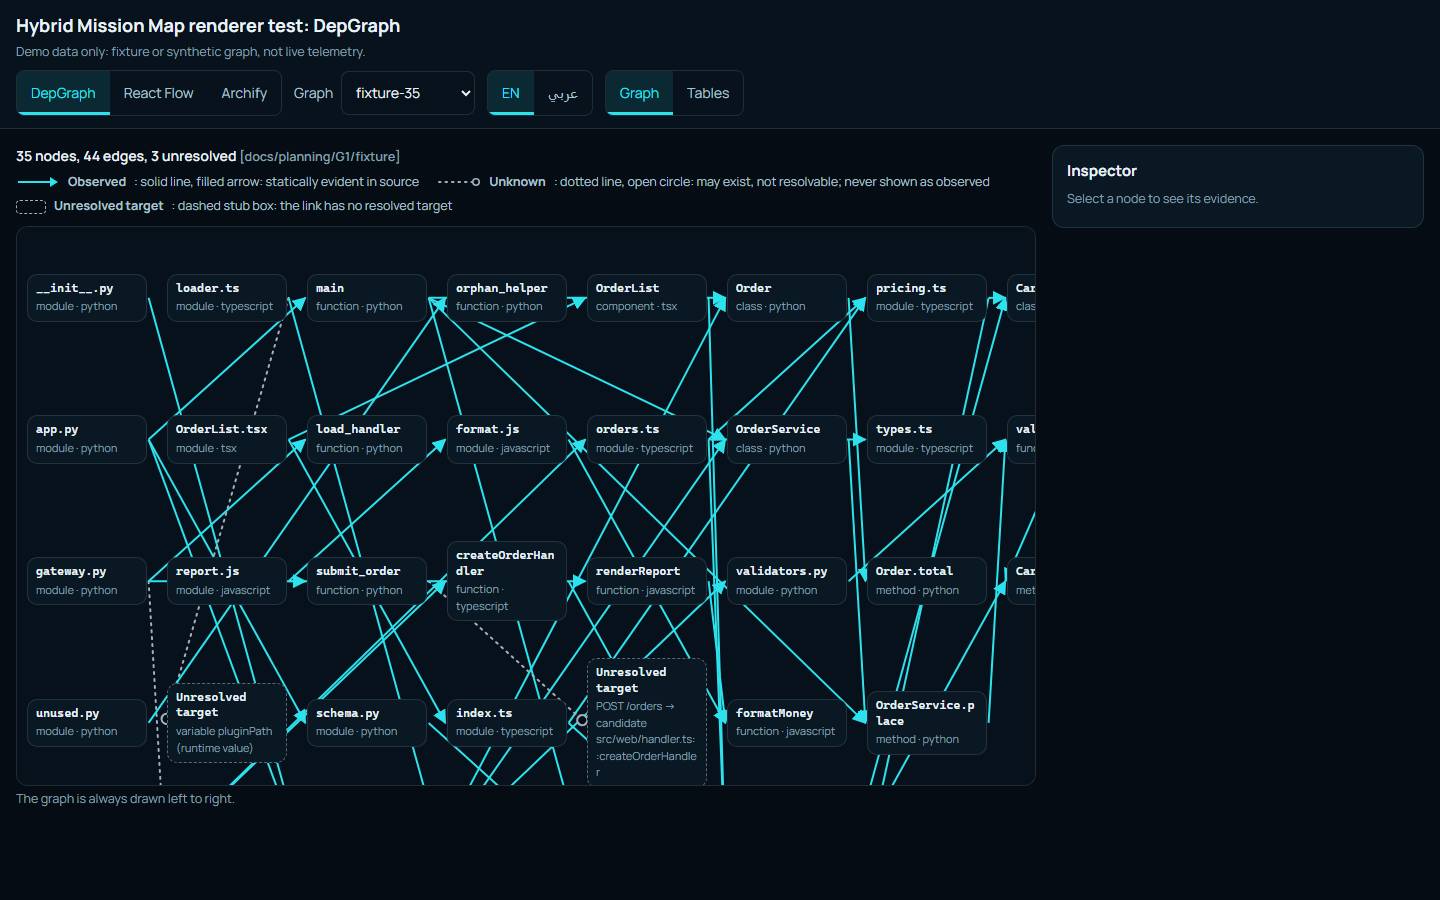 Hybrid Mission Map renderer test: DepGraph
Demo data only: fixture or synthetic graph, not live telemetry.
DepGraph React Flow Archify Graph fixture-35 EN عربي Graph Tables
35 nodes, 44 edges, 3 unresolved [docs/planning/G1/fixture]
Observed : solid line, filled arrow: statically evident in source Unknown : dotted line, open circle: may exist, not resolvable; never shown as observed
Unresolved target : dashed stub box: the link has no resolved target
Inspector
Select a node to see its evidence.
__init__.py
module · python
loader.ts
module · typescript
main
function · python
orphan_helper
function · python
OrderList
component · tsx
Order
class · python
pricing.ts
module · typescript
Car
clas
app.py
module · python
OrderList.tsx
module · tsx
load_handler
function · python
format.js
module · javascript
orders.ts
module · typescript
OrderService
class · python
types.ts
module · typescript
val
func
gateway.py
module · python
report.js
module · javascript
submit_order
function · python
createOrderHan
dler
function ·
typescript
renderReport
function · javascript
validators.py
module · python
Order.total
method · python
Car
met
unused.py
module · python
Unresolved
target
variable pluginPath
(runtime value)
schema.py
module · python
index.ts
module · typescript
Unresolved
target
POST /orders →
candidate
src/web/handler.ts:
:createOrderHandle
r
formatMoney
function · javascript
OrderService.p
lace
method · python
The graph is always drawn left to right.